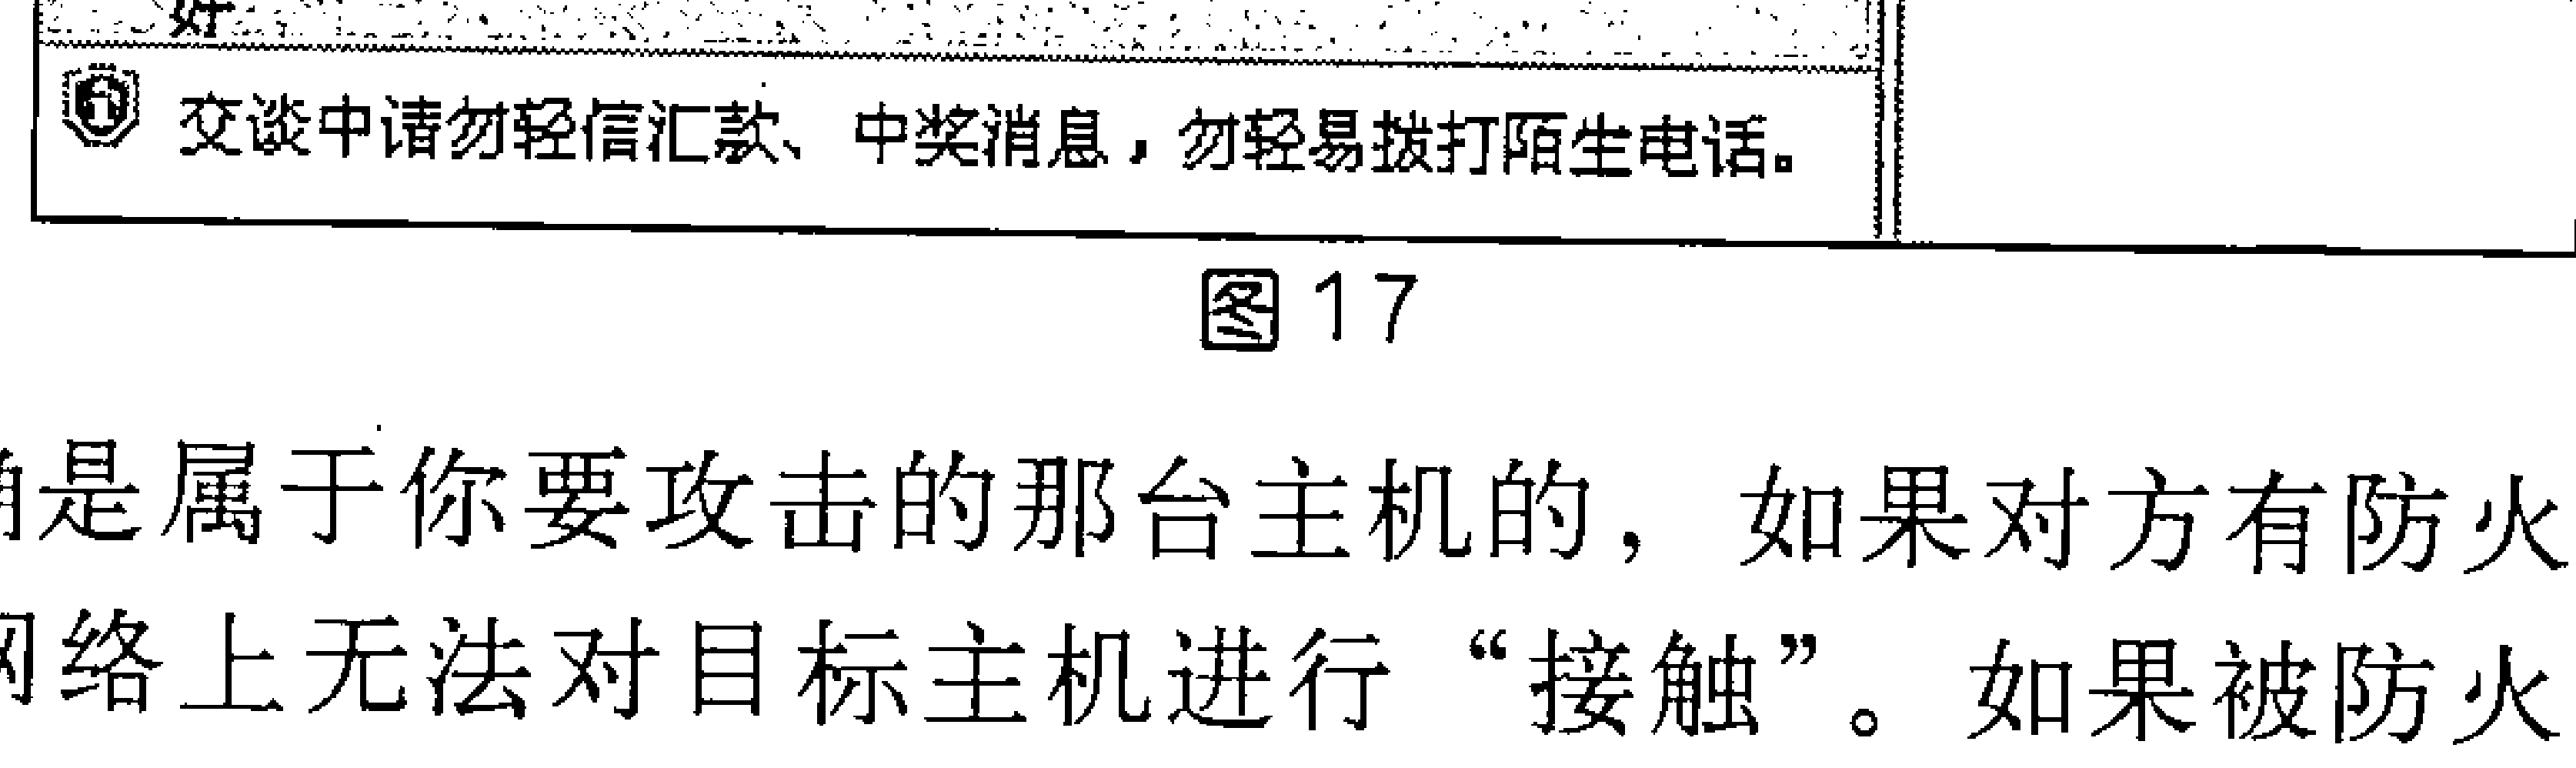 好
交谈中请勿轻信汇款、中奖消息，勿轻易拨打陌生电话。
图17
是属于你要攻击的那台主机的，如果对方有防火
络上无法对目标主机进行“接触”。如果被防火